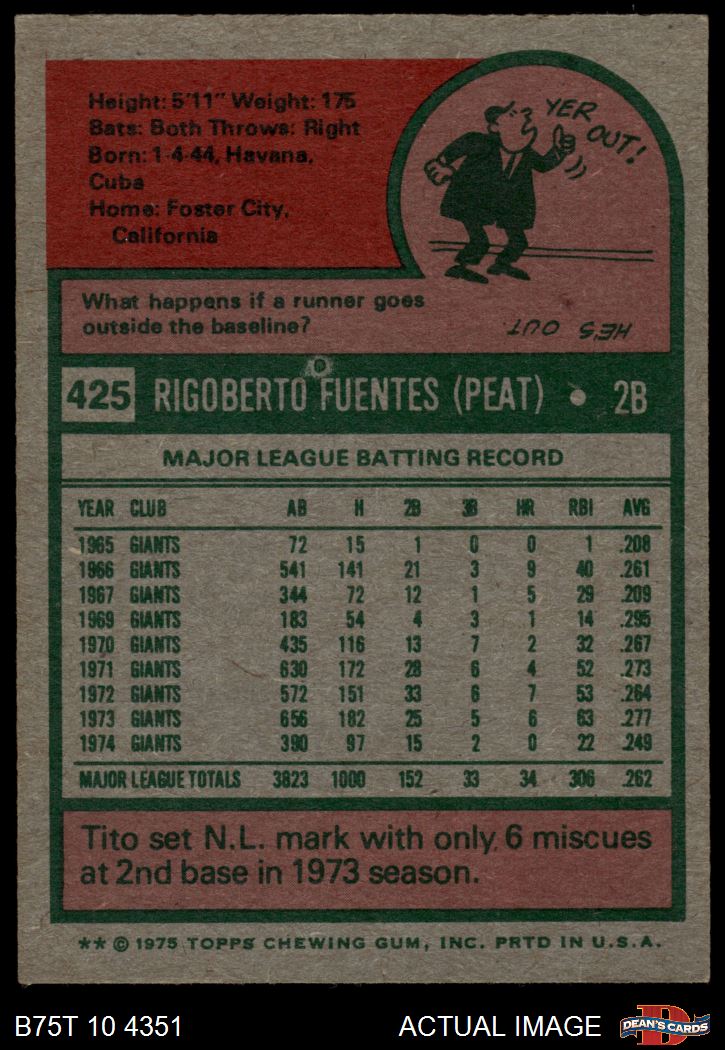 Height: 5'11" Weight: 175
Bats: Both Throws: Right
Born: 1-4-44, Havana,
Cuba
Home: Foster City,
California
YER
OUT!
What happens if a runner goes
outside the baseline?
HE'S OUT.
425 RIGOBERTO FUENTES (PEAT) • 2B
MAJOR LEAGUE BATTING RECORD
YEAR CLUB AB H 2B 3B HR RBI AVG
1965 GIANTS 72 15 1 0 0 1 .208
1966 GIANTS 541 141 21 3 9 40 .261
1967 GIANTS 344 72 12 1 5 29 .209
1969 GIANTS 183 54 4 3 1 14 .295
1970 GIANTS 435 116 13 7 2 32 .267
1971 GIANTS 630 172 28 6 4 52 .273
1972 GIANTS 572 151 33 6 7 53 .264
1973 GIANTS 656 182 25 5 6 63 .277
1974 GIANTS 390 97 15 2 0 22 .249
MAJOR LEAGUE TOTALS 3823 1000 152 33 34 306 .262
Tito set N.L. mark with only 6 miscues
at 2nd base in 1973 season.
** © 1975 TOPPS CHEWING GUM, INC. PRTD IN U.S.A.
B75T 10 4351 ACTUAL IMAGE DEAN'S CARDS